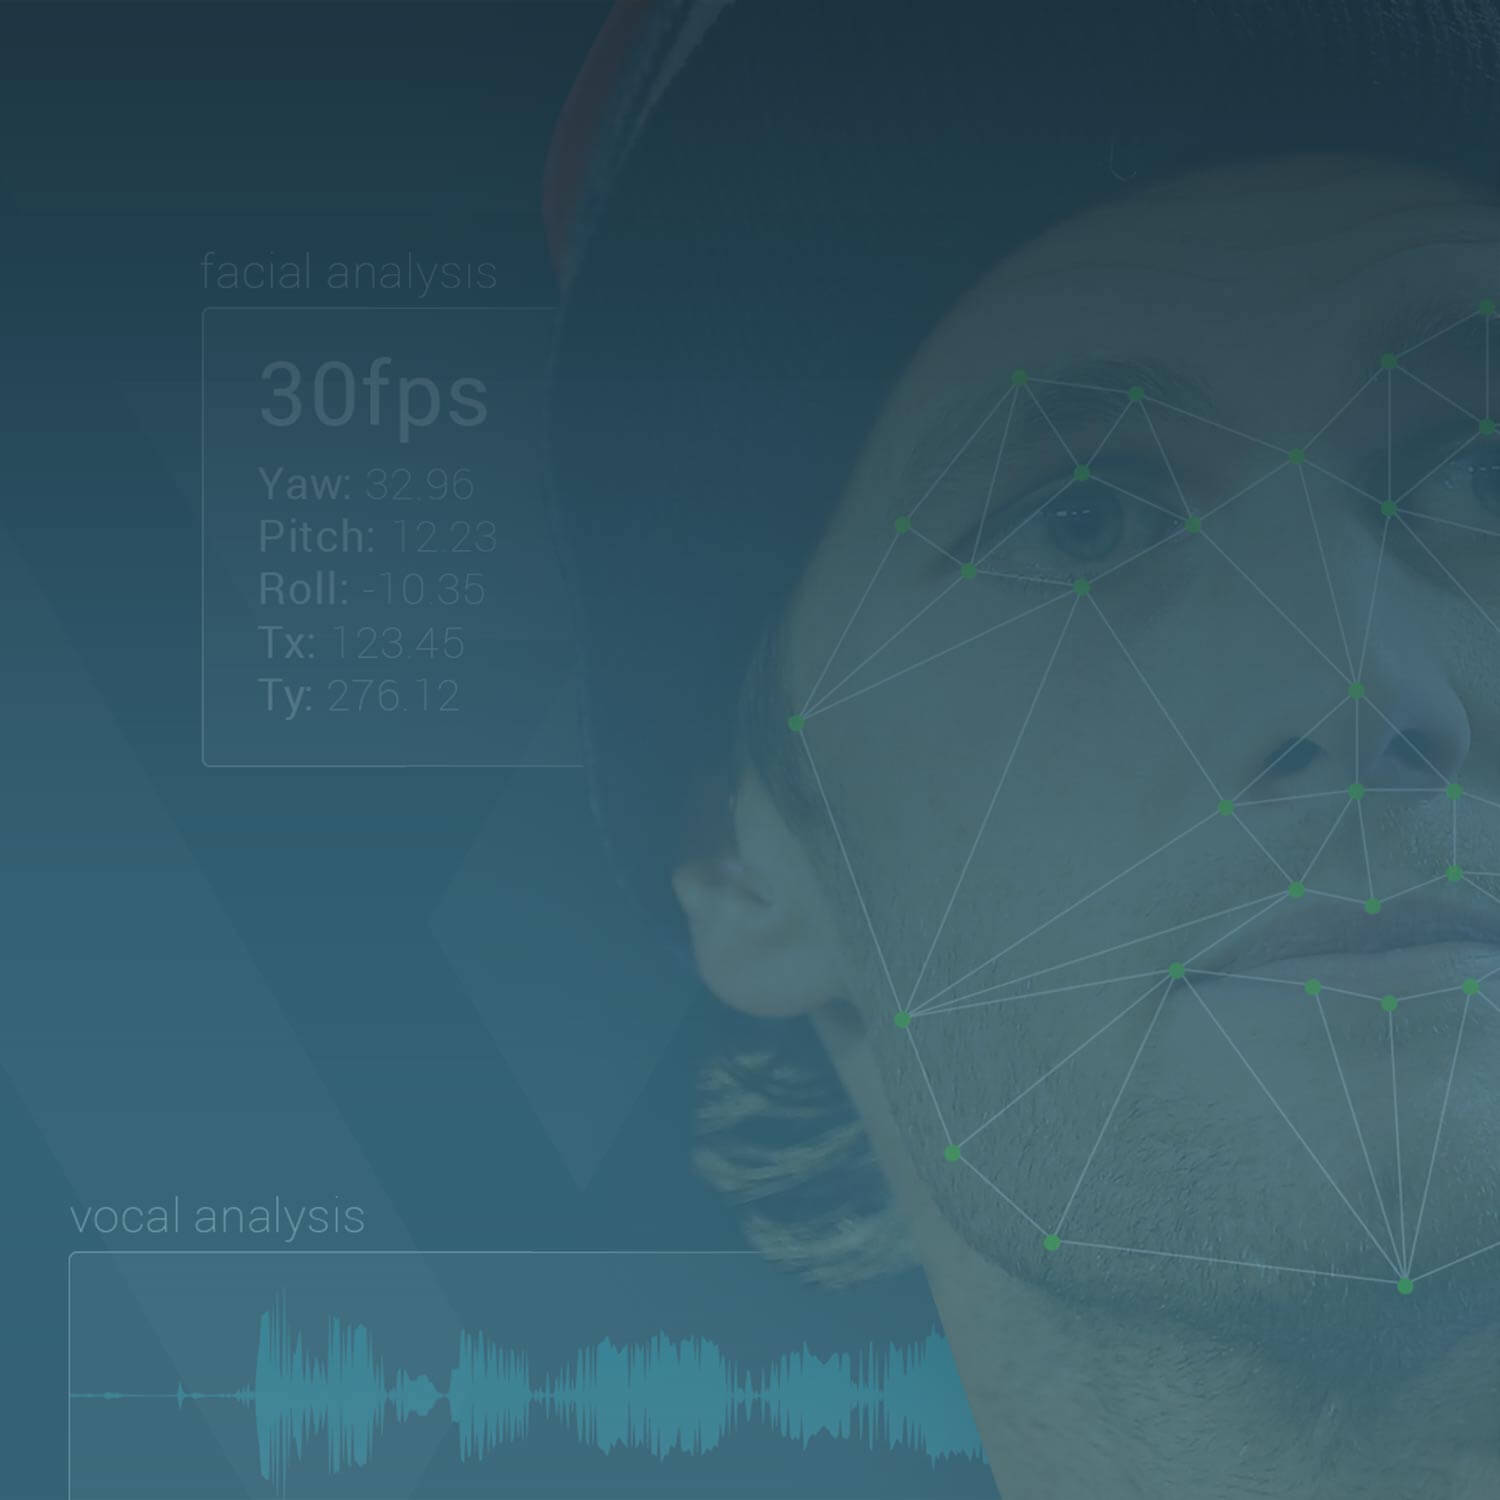 facial analysis
30fps
Yaw: 32.96
Pitch: 12.23
Roll: -10.35
Tx: 123.45
Ty: 276.12
vocal analysis